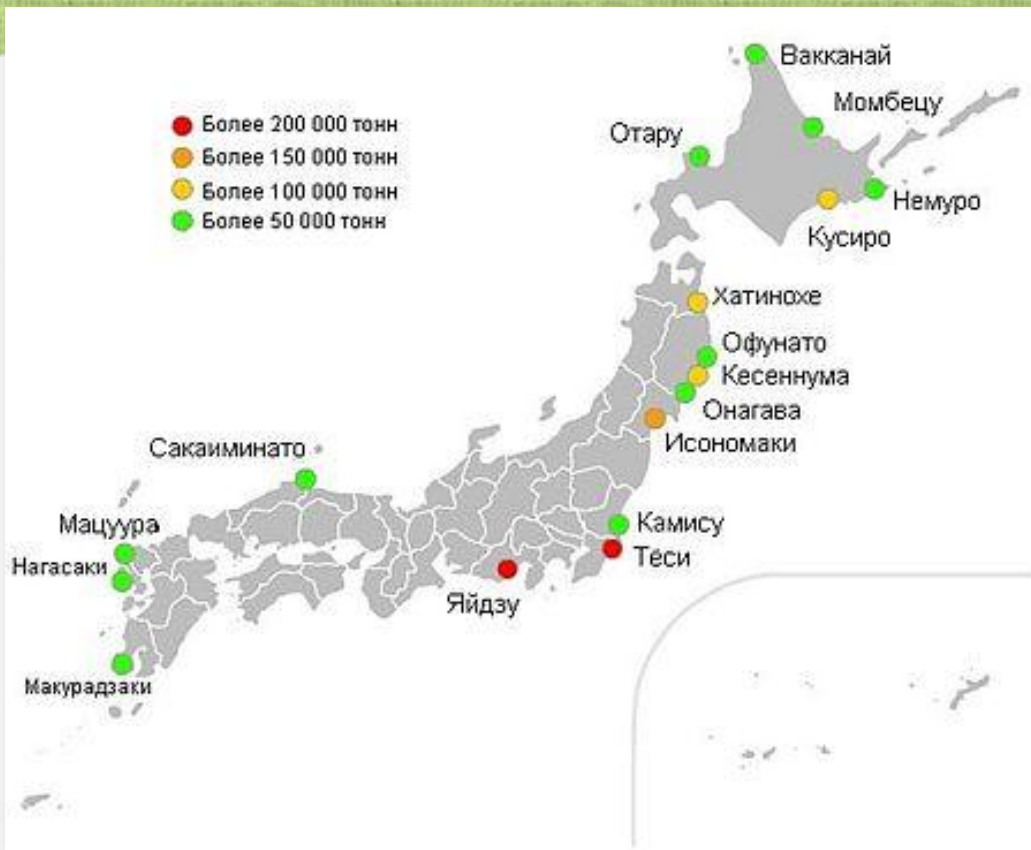 Вакканай
Момбецу
Более 200 000 тонн
Отару
Более 150 000 тонн
Более 100 000 тонн
Немуро
Более 50 000 тонн
Кусиро
Хатинохе
Офунато
Кесеннума
Онагава
Исономаки
Сакаиминато
Мацуура
Камису
Тёси
Нагасаки
Яйдзу
Макурадзаки